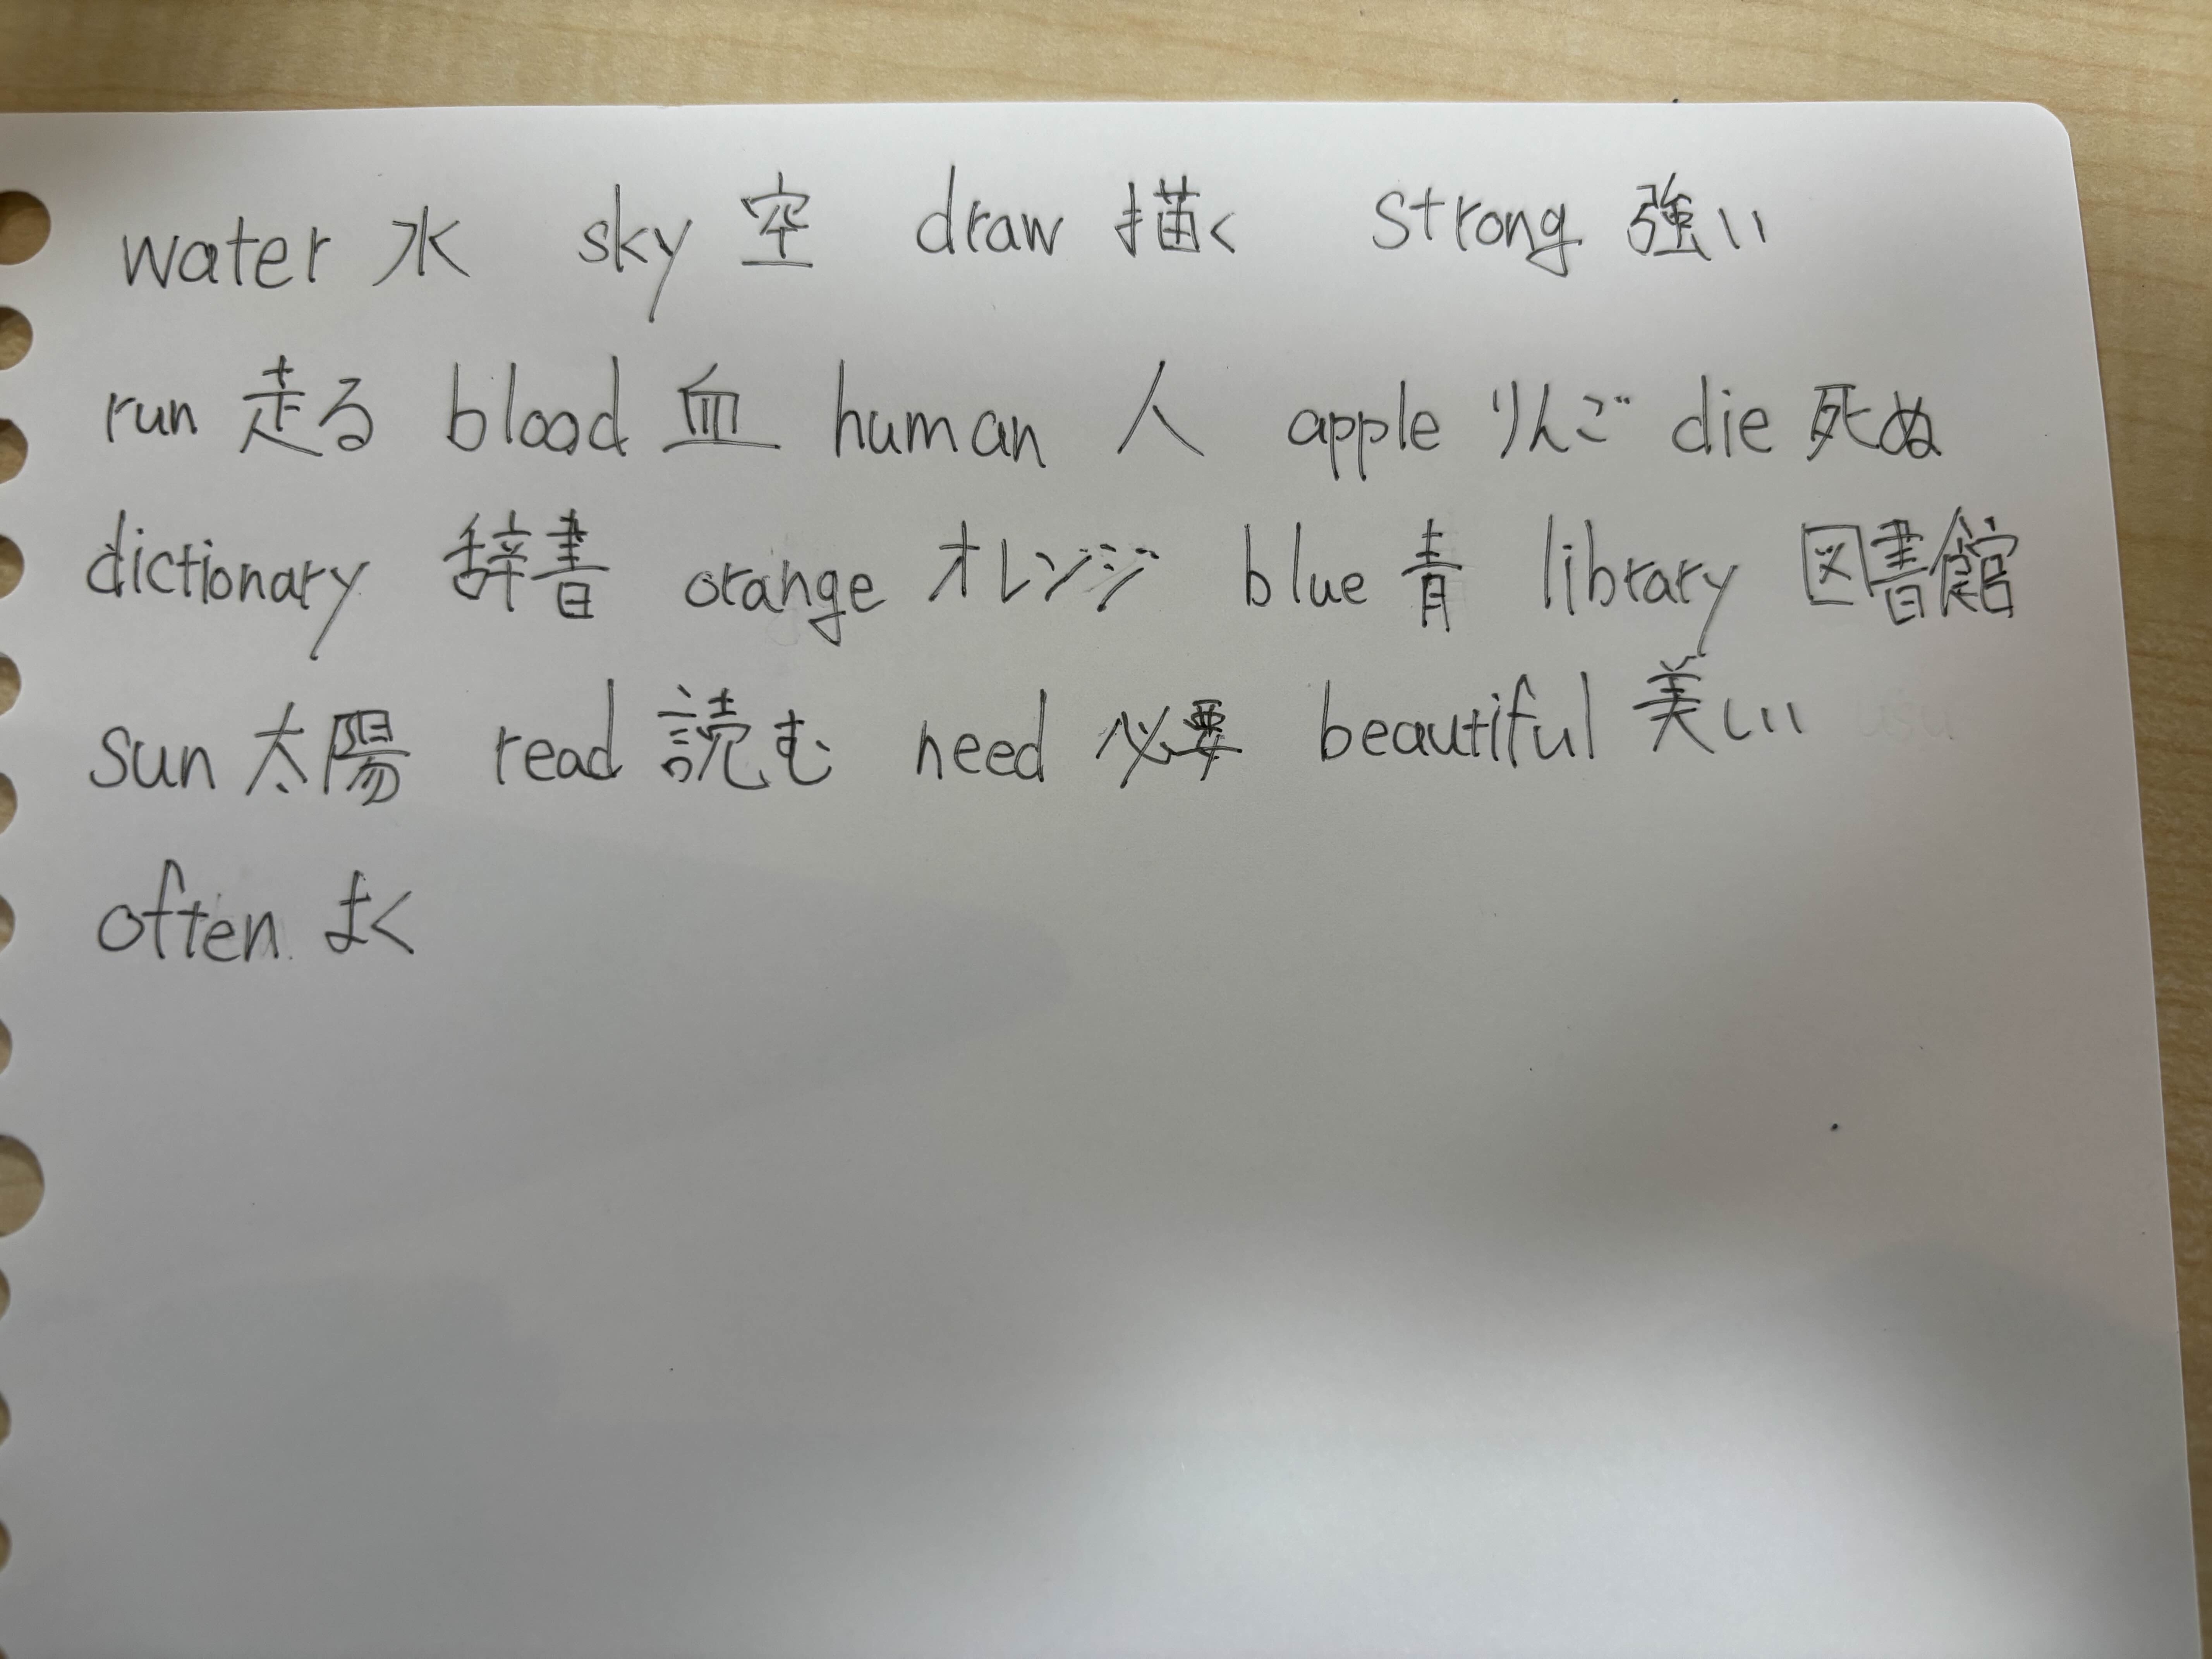 water 水 sky 空 draw 描く strong 強い
run 走る blood 血 human 人 apple りんご die 死ぬ
dictionary 辞書 orange オレンジ blue 青 library 図書館
sun 太陽 read 読む need 必要 beautiful 美しい
often よく